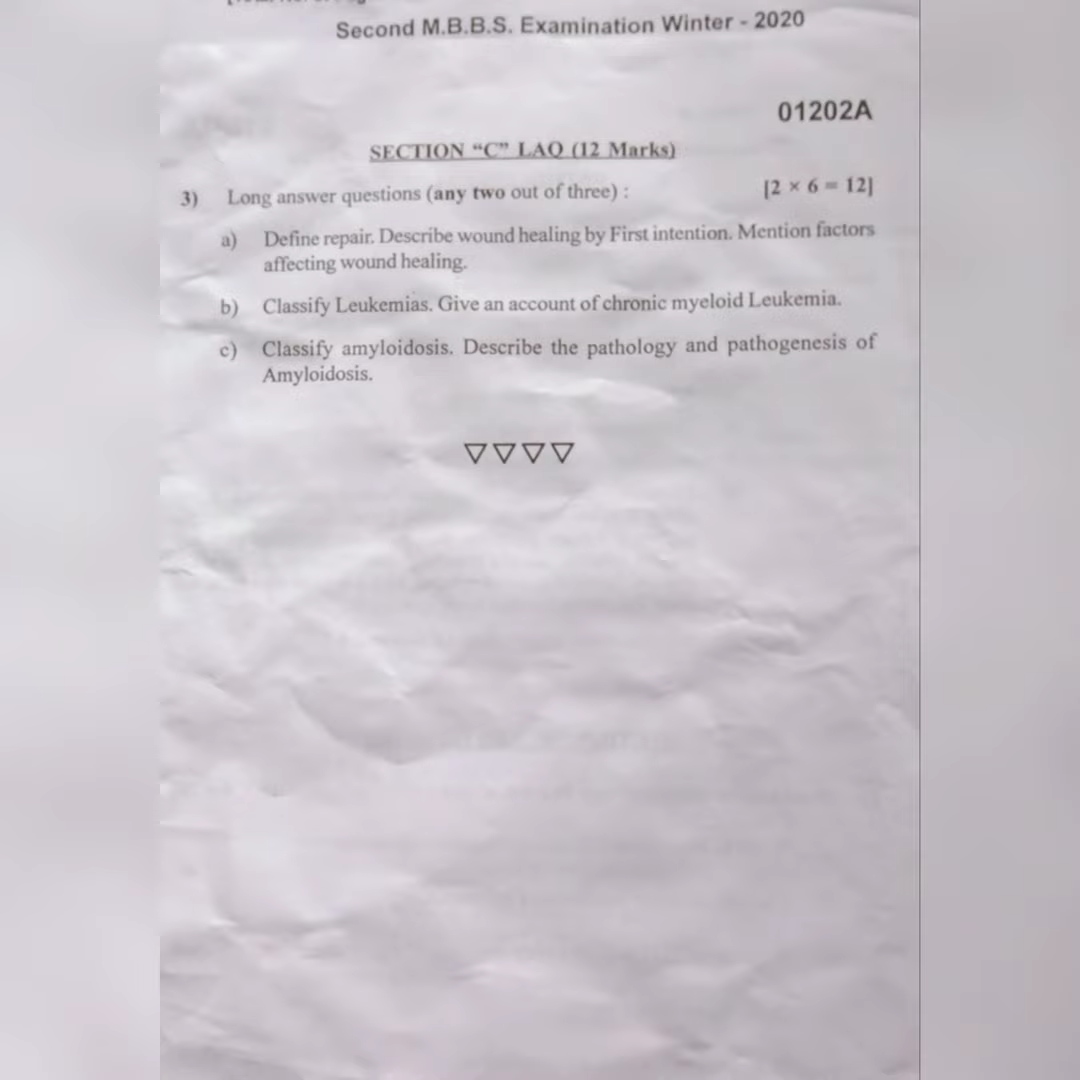 Second M.B.B.S. Examination Winter - 2020
01202A
SECTION “C” LAQ (12 Marks)
3) Long answer questions (any two out of three) : [2 × 6 = 12]
a) Define repair. Describe wound healing by First intention. Mention factors
affecting wound healing.
b) Classify Leukemias. Give an account of chronic myeloid Leukemia.
c) Classify amyloidosis. Describe the pathology and pathogenesis of
Amyloidosis.